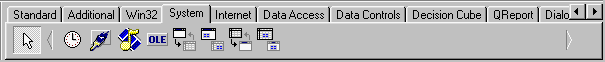 Standard Additional Win32 System Internet Data Access Data Controls Decision Cube QReport Dialo
OLE